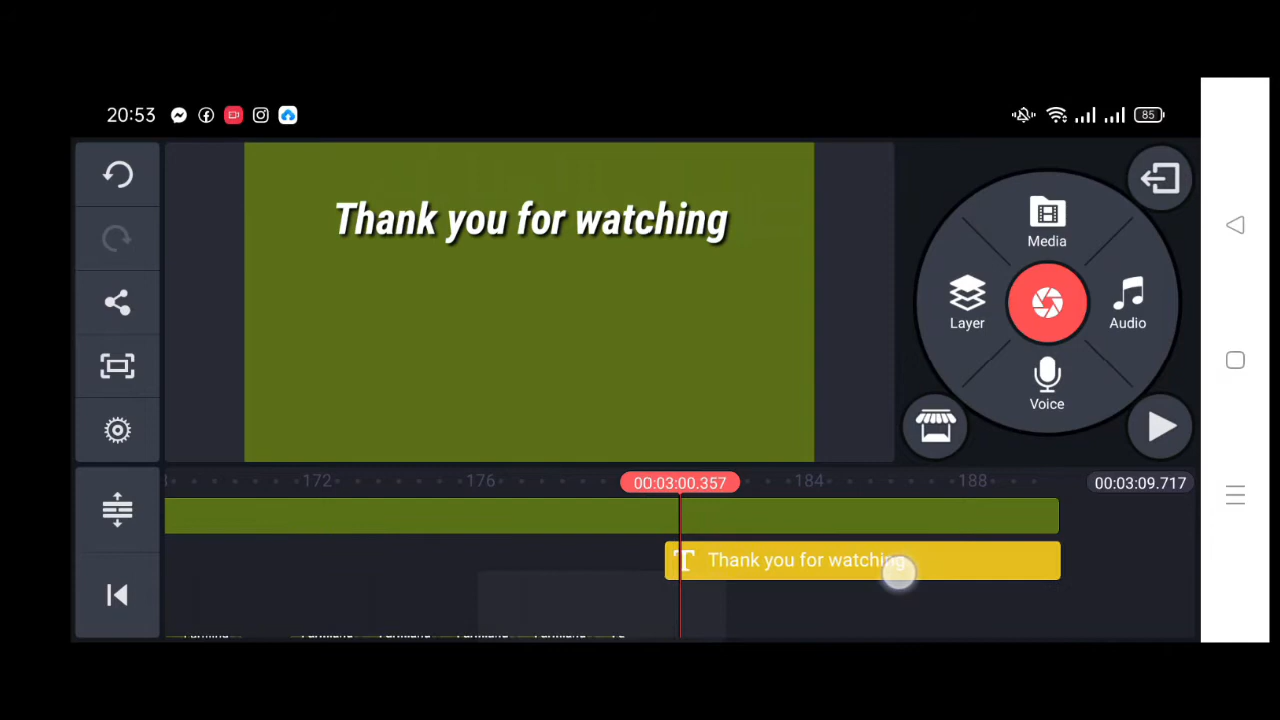 20:53
85
Thank you for watching
Media
Layer
Audio
Voice
172
176
00:03:00.357
184
188
00:03:09.717
T Thank you for watching